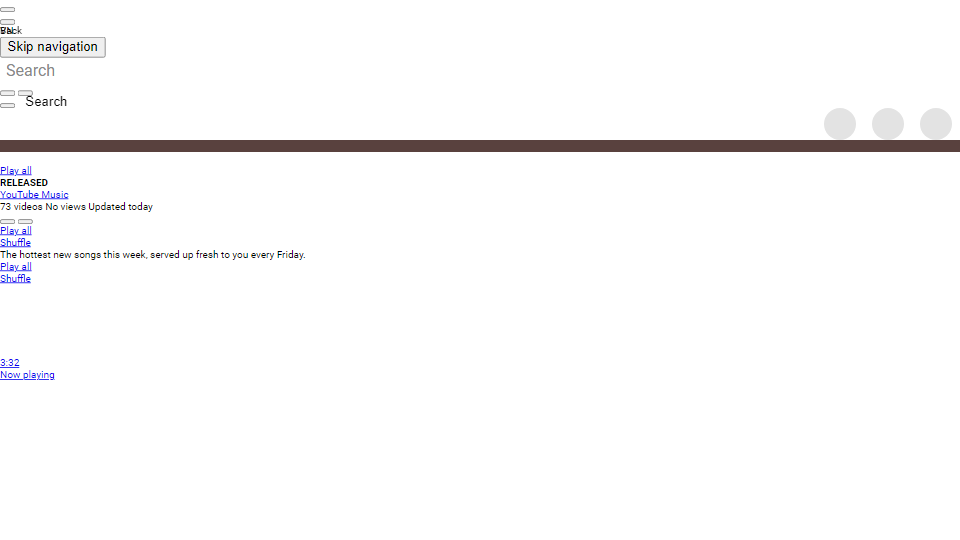 Back
Skip navigation
Search
Search
Play all
RELEASED
YouTube Music
73 videos No views Updated today
Play all
Shuffle
The hottest new songs this week, served up fresh to you every Friday.
Play all
Shuffle
3:32
Now playing